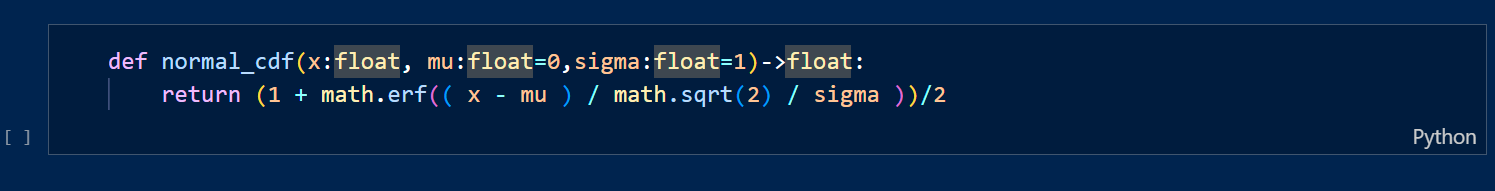 def normal_cdf(x:float, mu:float=0,sigma:float=1)->float:
    return (1 + math.erf(( x - mu ) / math.sqrt(2) / sigma ))/2
[ ]
Python